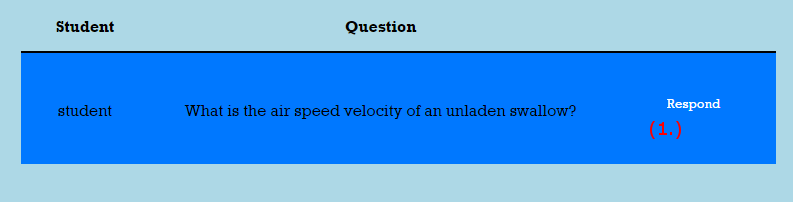 Student Question
student What is the air speed velocity of an unladen swallow? Respond
(1.)